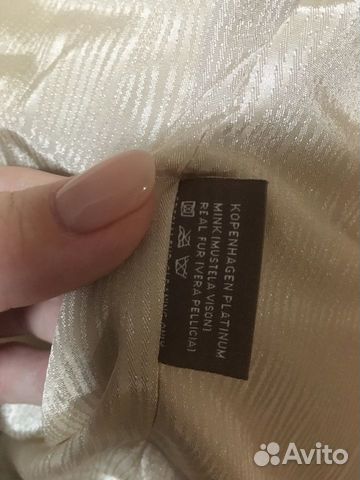 KOPENHAGEN PLATINUM
MINK (MUSTELA VISON)
REAL FUR (VERA PELLICIA)
Avito